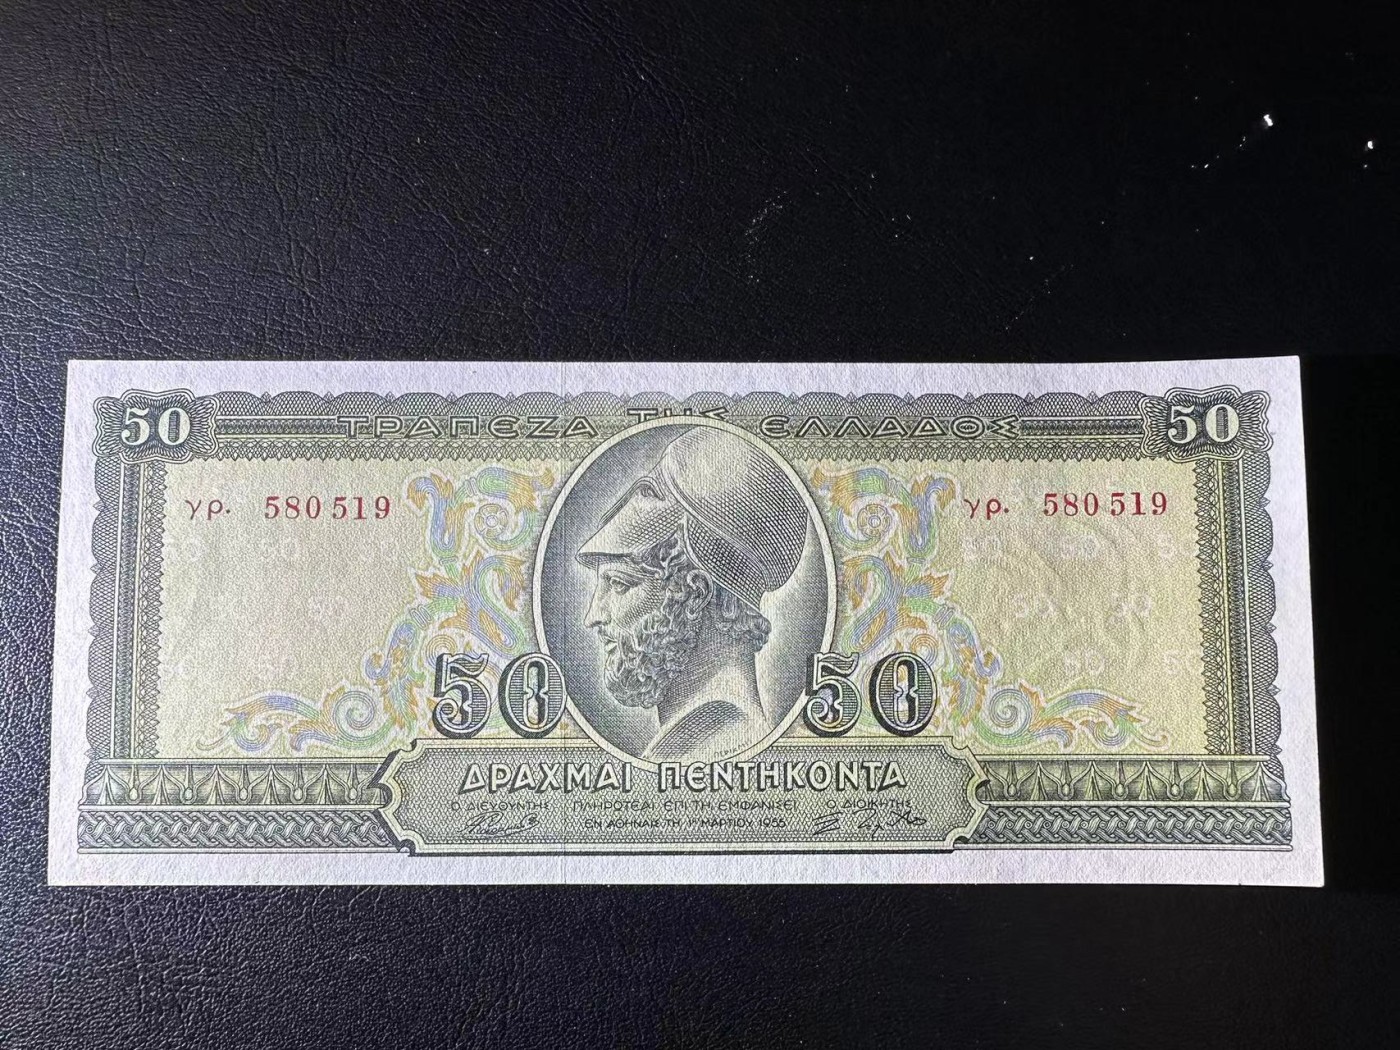 50 ΤΡΑΠΕΖΑ ΤΗΣ ΕΛΛΑΔΟΣ 50
γρ. 580519 γρ. 580519
50 50
ΔΡΑΧΜΑΙ ΠΕΝΤΗΚΟΝΤΑ
Ο ΔΙΕΥΘΥΝΤΗΣ ΠΛΗΡΩΤΕΑΙ ΕΠΙ ΤΗ ΕΜΦΑΝΙΣΕΙ Ο ΔΙΟΙΚΗΤΗΣ
ΕΝ ΑΘΗΝΑΙΣ ΤΗ 1Η ΜΑΡΤΙΟΥ 1955